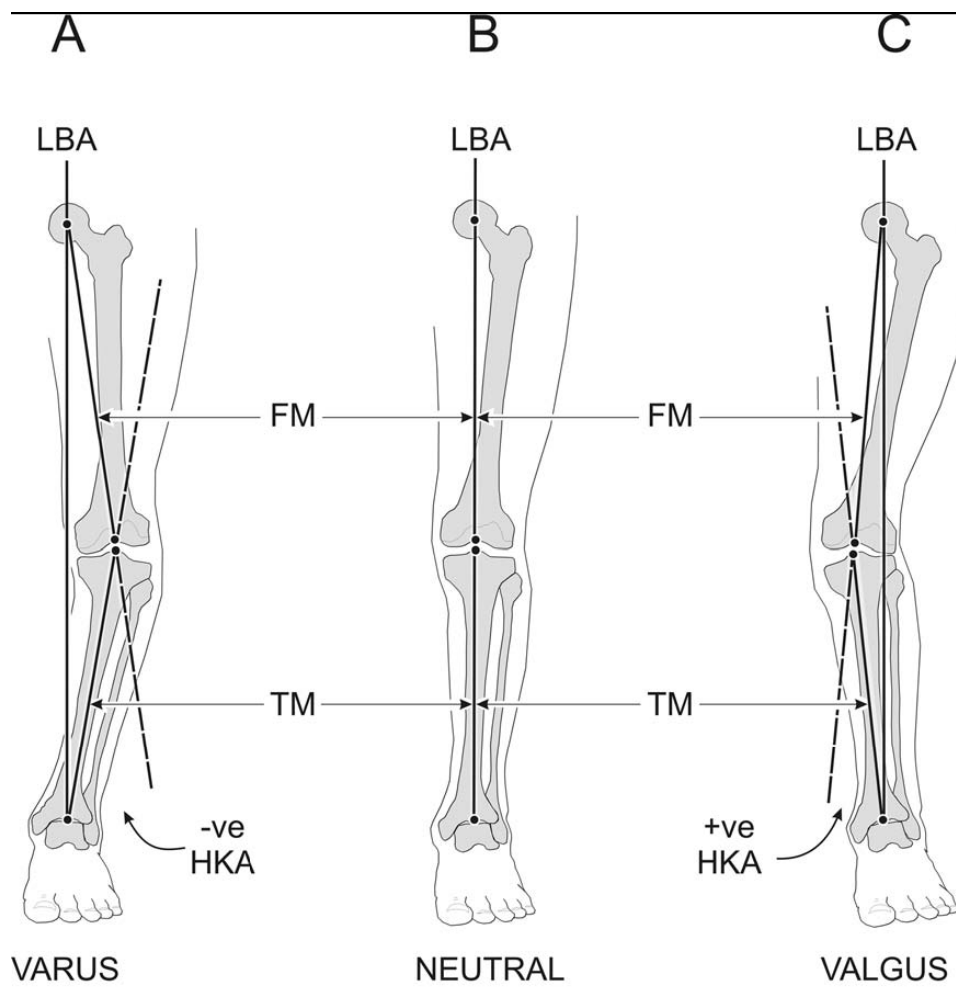 A B C
LBA LBA LBA
FM FM
TM TM
-ve
HKA
+ve
HKA
VARUS NEUTRAL VALGUS